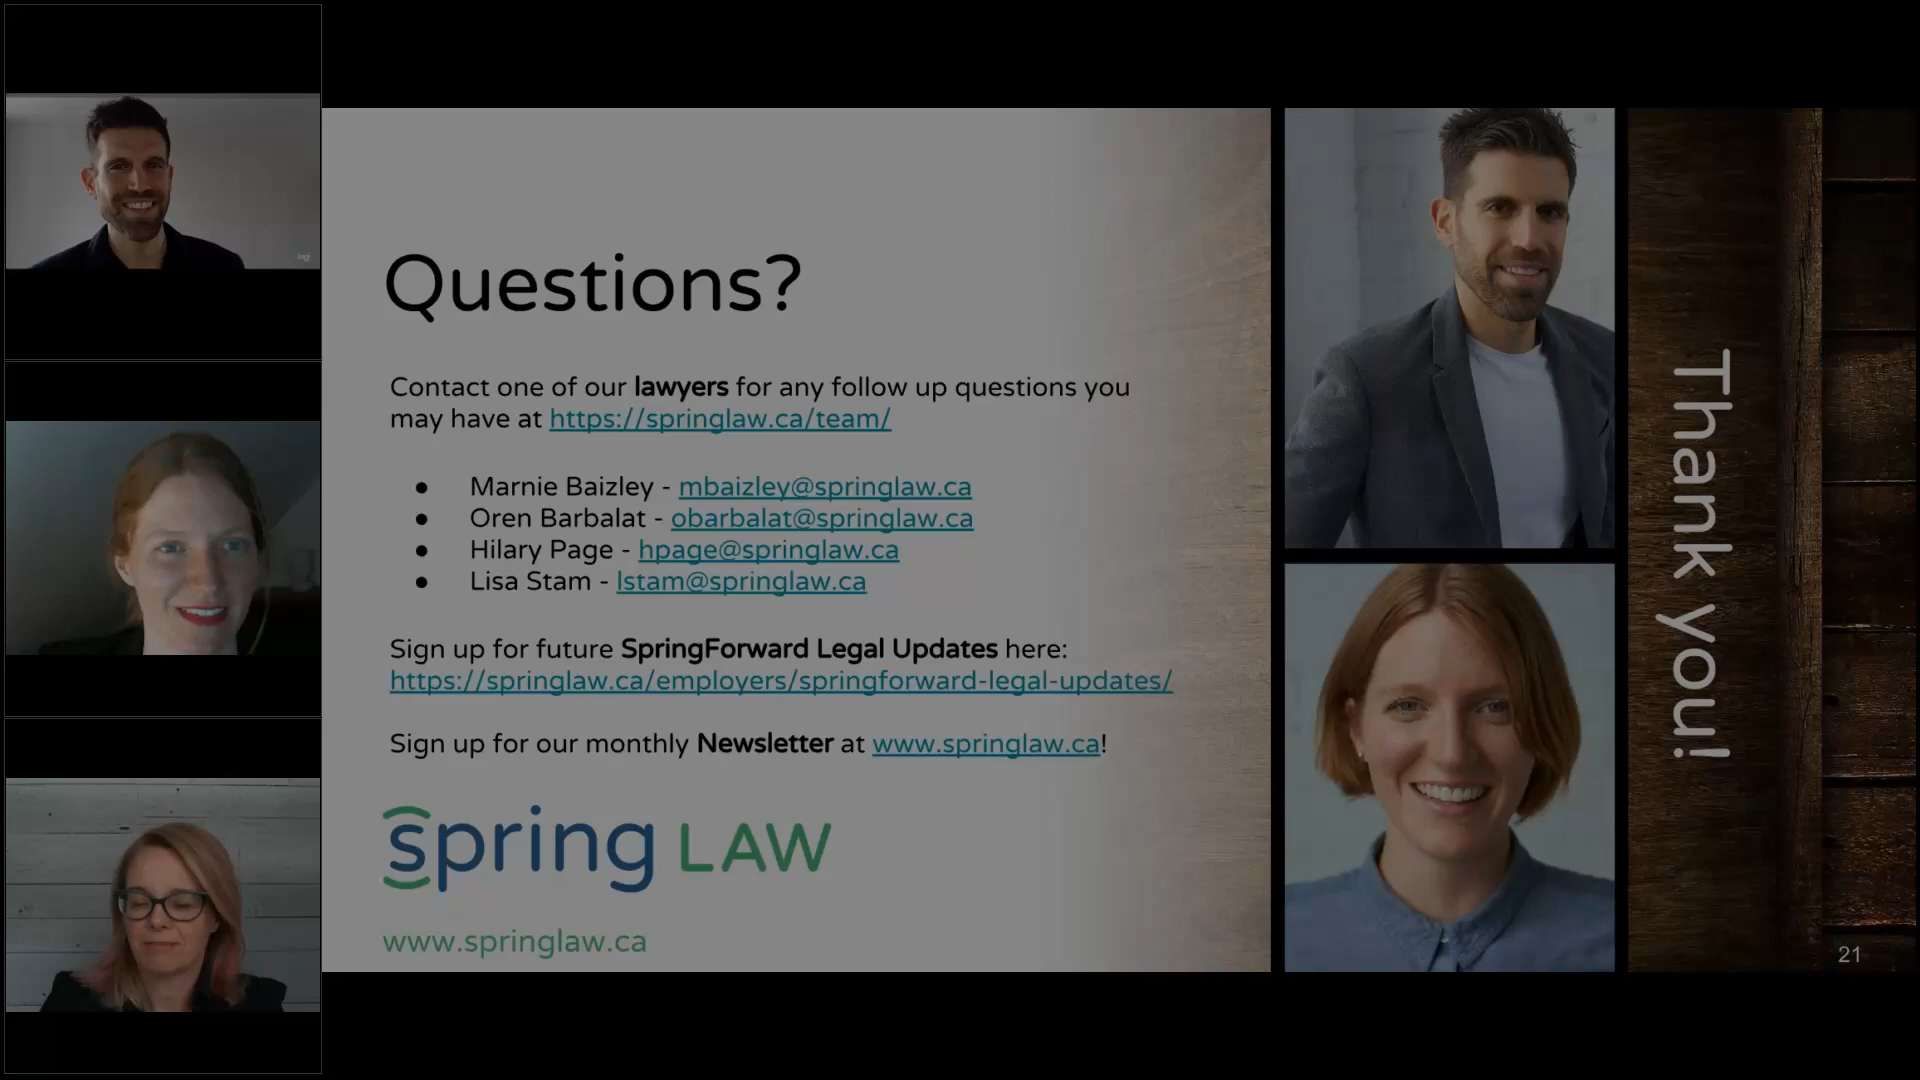 Questions?
Contact one of our lawyers for any follow up questions you
may have at https://springlaw.ca/team/
● Marnie Baizley - mbaizley@springlaw.ca
● Oren Barbalat - obarbalat@springlaw.ca
● Hilary Page - hpage@springlaw.ca
● Lisa Stam - lstam@springlaw.ca
Sign up for future SpringForward Legal Updates here:
https://springlaw.ca/employers/springforward-legal-updates/
Sign up for our monthly Newsletter at www.springlaw.ca!
spring LAW
www.springlaw.ca
Thank you!
21